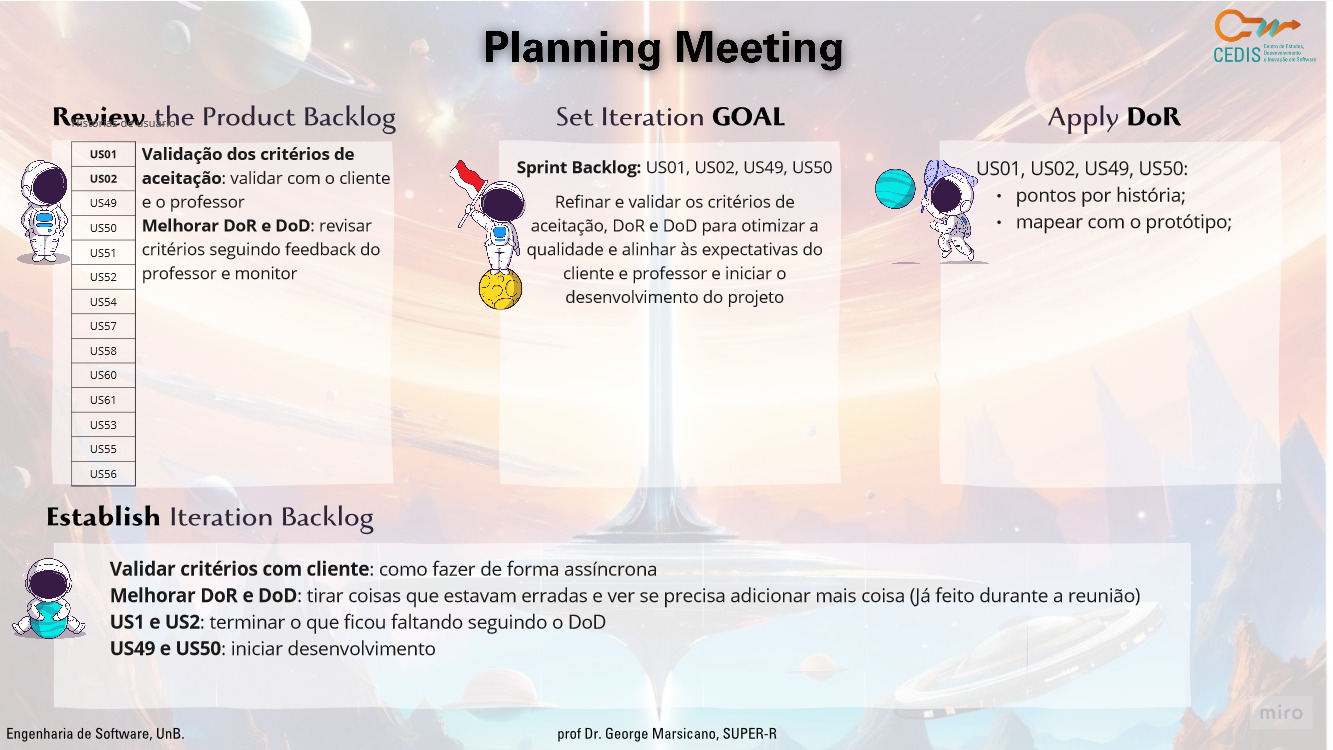 Planning Meeting
CEDIS
Centro de Estudos,
Desenvolvimento
e Inovação em Software
Review the Product Backlog
Histórias de usuário
US01
US02
US49
US50
US51
US52
US54
US57
US58
US60
US61
US53
US55
US56
Validação dos critérios de
aceitação: validar com o cliente
e o professor
Melhorar DoR e DoD: revisar
critérios seguindo feedback do
professor e monitor
Set Iteration GOAL
Sprint Backlog: US01, US02, US49, US50
Refinar e validar os critérios de
aceitação, DoR e DoD para otimizar a
qualidade e alinhar às expectativas do
cliente e professor e iniciar o
desenvolvimento do projeto
Apply DoR
US01, US02, US49, US50:
• pontos por história;
• mapear com o protótipo;
Establish Iteration Backlog
Validar critérios com cliente: como fazer de forma assíncrona
Melhorar DoR e DoD: tirar coisas que estavam erradas e ver se precisa adicionar mais coisa (Já feito durante a reunião)
US1 e US2: terminar o que ficou faltando seguindo o DoD
US49 e US50: iniciar desenvolvimento
miro
Engenharia de Software, UnB.
prof Dr. George Marsicano, SUPER-R